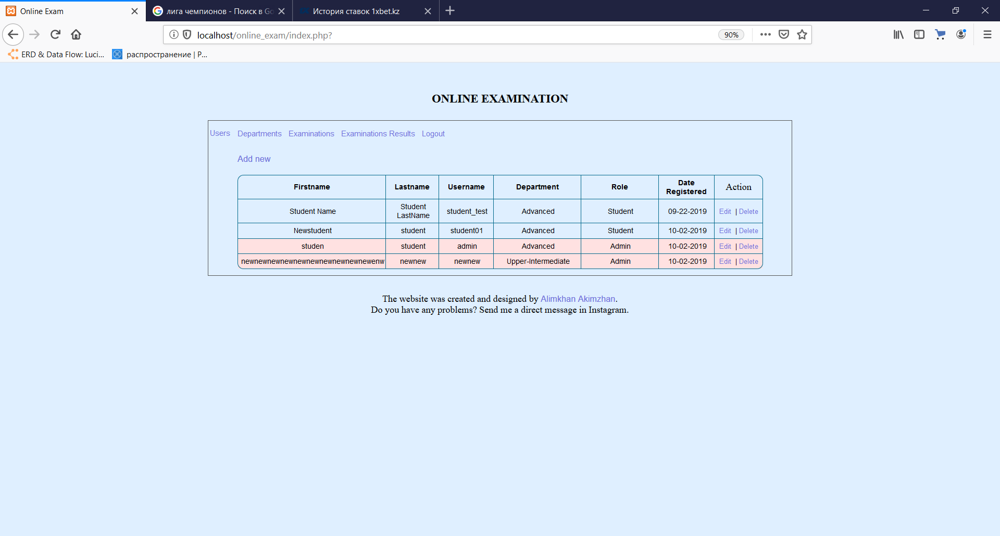 Online Exam
лига чемпионов - Поиск в Go
История ставок 1xbet.kz
localhost/online_exam/index.php?
90%
ERD & Data Flow: Luci...
распространение | Р...
ONLINE EXAMINATION
Users Departments Examinations Examinations Results Logout
Add new
Firstname Lastname Username Department Role Date Registered Action
Student Name Student LastName student_test Advanced Student 09-22-2019 Edit | Delete
Newstudent student student01 Advanced Student 10-02-2019 Edit | Delete
studen student admin Advanced Admin 10-02-2019 Edit | Delete
newnewnewnewnewnewnewnewnewnewenw newnew newnew Upper-Intermediate Admin 10-02-2019 Edit | Delete
The website was created and designed by Alimkhan Akimzhan.
Do you have any problems? Send me a direct message in Instagram.